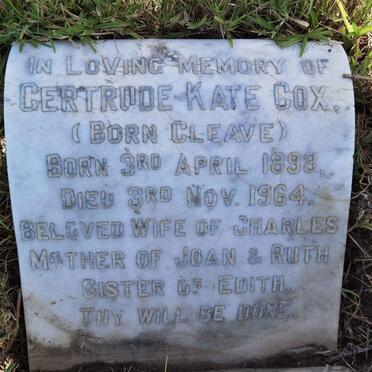 IN LOVING MEMORY OF
GERTRUDE KATE COX.
(BORN CLEAVE)
BORN 3RD APRIL 1898.
DIED 3RD NOV. 1964.
BELOVED WIFE OF CHARLES
MOTHER OF JOAN & RUTH
SISTER OF EDITH.
THY WILL BE DONE.